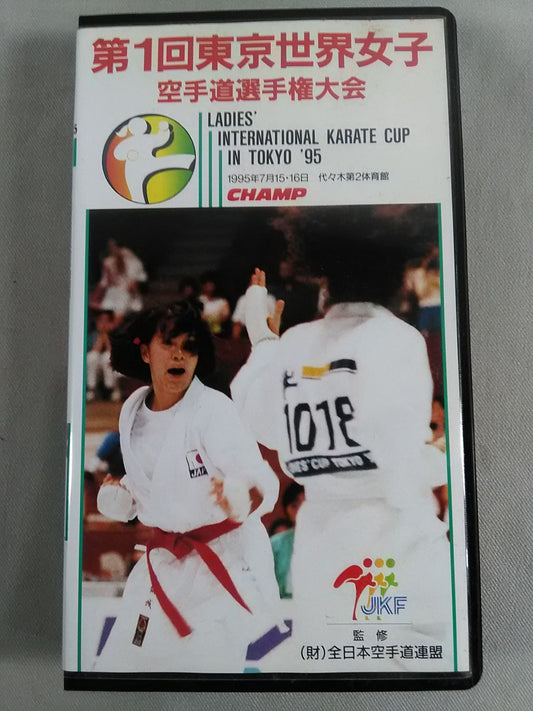 第1回東京世界女子
空手道選手権大会
LADIES'
INTERNATIONAL KARATE CUP
IN TOKYO '95
1995年7月15・16日 代々木第2体育館
CHAMP
1018
LADIES' CUP TOKYO
JKF
監修
(財)全日本空手道連盟